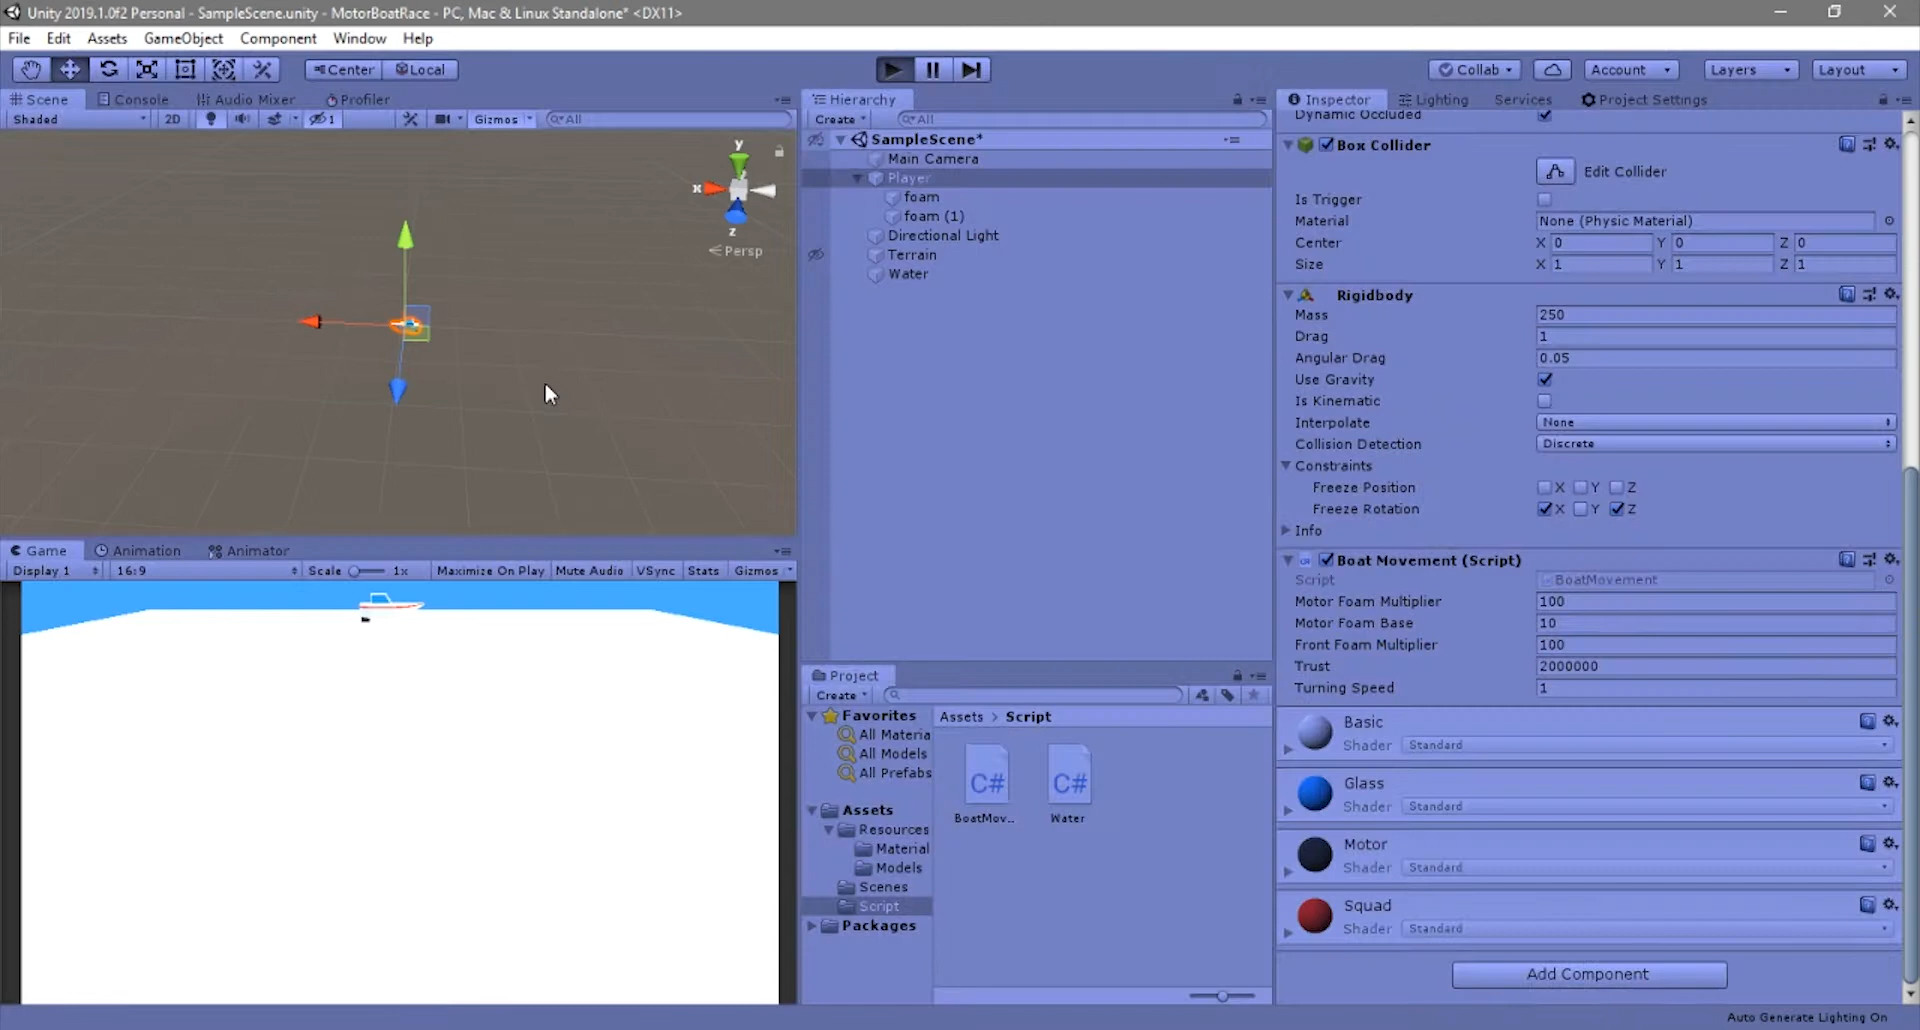 Unity 2019.1.0f2 Personal - SampleScene.unity - MotorBoatRace - PC, Mac & Linux Standalone* <DX11>
File Edit Assets GameObject Component Window Help
Center Local Collab Account Layers Layout
Scene Console Audio Mixer Profiler
Shaded 2D 1 Gizmos All
y
x
z
Persp
Game Animation Animator
Display 1 16:9 Scale 1x Maximize On Play Mute Audio VSync Stats Gizmos
Hierarchy
Create All
SampleScene*
Main Camera
Player
foam
foam (1)
Directional Light
Terrain
Water
Project
Create
Favorites
All Materia
All Models
All Prefabs
Assets
Resources
Material
Models
Scenes
Script
Packages
Assets > Script
C# C#
BoatMov... Water
Inspector Lighting Services Project Settings
Dynamic Occluded
Box Collider
Edit Collider
Is Trigger
Material None (Physic Material)
Center X 0 Y 0 Z 0
Size X 1 Y 1 Z 1
Rigidbody
Mass 250
Drag 1
Angular Drag 0.05
Use Gravity
Is Kinematic
Interpolate None
Collision Detection Discrete
Constraints
Freeze Position X Y Z
Freeze Rotation X Y Z
Info
Boat Movement (Script)
Script BoatMovement
Motor Foam Multiplier 100
Motor Foam Base 10
Front Foam Multiplier 100
Trust 2000000
Turning Speed 1
Basic
Shader Standard
Glass
Shader Standard
Motor
Shader Standard
Squad
Shader Standard
Add Component
Auto Generate Lighting On